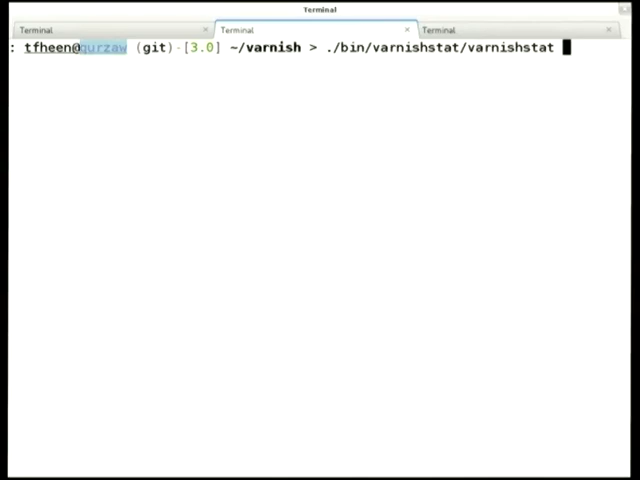 Terminal
Terminal × Terminal × Terminal ×
: tfheen@qurzaw (git)-[3.0] ~/varnish > ./bin/varnishstat/varnishstat